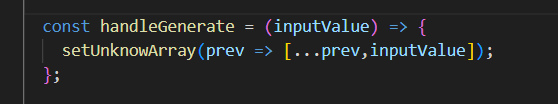 const handleGenerate = (inputValue) => {
  setUnknowArray(prev => [...prev,inputValue]);
};